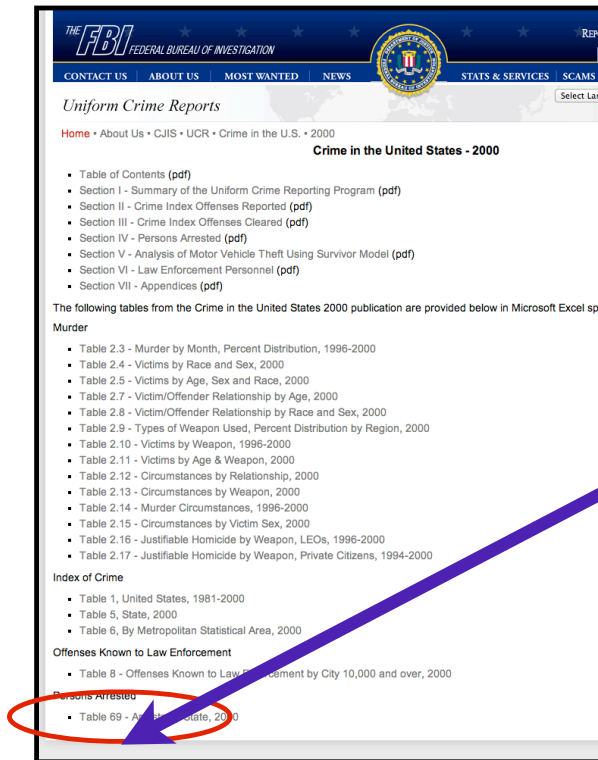 THE FBI FEDERAL BUREAU OF INVESTIGATION
CONTACT US ABOUT US MOST WANTED NEWS STATS & SERVICES SCAMS
Uniform Crime Reports
Home • About Us • CJIS • UCR • Crime in the U.S. • 2000
Crime in the United States - 2000
Table of Contents (pdf)
Section I - Summary of the Uniform Crime Reporting Program (pdf)
Section II - Crime Index Offenses Reported (pdf)
Section III - Crime Index Offenses Cleared (pdf)
Section IV - Persons Arrested (pdf)
Section V - Analysis of Motor Vehicle Theft Using Survivor Model (pdf)
Section VI - Law Enforcement Personnel (pdf)
Section VII - Appendices (pdf)
The following tables from the Crime in the United States 2000 publication are provided below in Microsoft Excel sp
Murder
Table 2.3 - Murder by Month, Percent Distribution, 1996-2000
Table 2.4 - Victims by Race and Sex, 2000
Table 2.5 - Victims by Age, Sex and Race, 2000
Table 2.7 - Victim/Offender Relationship by Age, 2000
Table 2.8 - Victim/Offender Relationship by Race and Sex, 2000
Table 2.9 - Types of Weapon Used, Percent Distribution by Region, 2000
Table 2.10 - Victims by Weapon, 1996-2000
Table 2.11 - Victims by Age & Weapon, 2000
Table 2.12 - Circumstances by Relationship, 2000
Table 2.13 - Circumstances by Weapon, 2000
Table 2.14 - Murder Circumstances, 1996-2000
Table 2.15 - Circumstances by Victim Sex, 2000
Table 2.16 - Justifiable Homicide by Weapon, LEOs, 1996-2000
Table 2.17 - Justifiable Homicide by Weapon, Private Citizens, 1994-2000
Index of Crime
Table 1, United States, 1981-2000
Table 5, State, 2000
Table 6, By Metropolitan Statistical Area, 2000
Offenses Known to Law Enforcement
Table 8 - Offenses Known to Law Enforcement by City 10,000 and over, 2000
Persons Arrested
Table 69 - State, 2000